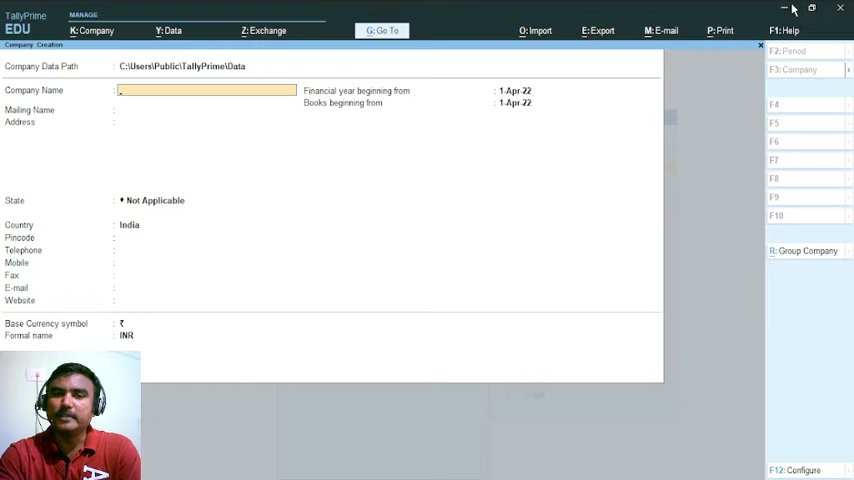 TallyPrime
EDU
MANAGE
K: Company
Y: Data
Z: Exchange
G: Go To
O: Import
E: Export
M: E-mail
P: Print
F1: Help
Company Creation
Company Data Path : C:\Users\Public\TallyPrime\Data
Company Name :
Financial year beginning from : 1-Apr-22
Books beginning from : 1-Apr-22
Mailing Name :
Address :
State : ♦ Not Applicable
Country : India
Pincode :
Telephone :
Mobile :
Fax :
E-mail :
Website :
Base Currency symbol : ₹
Formal name : INR
F2: Period
F3: Company
F4
F5
F6
F7
F8
F9
F10
R: Group Company
F12: Configure
A